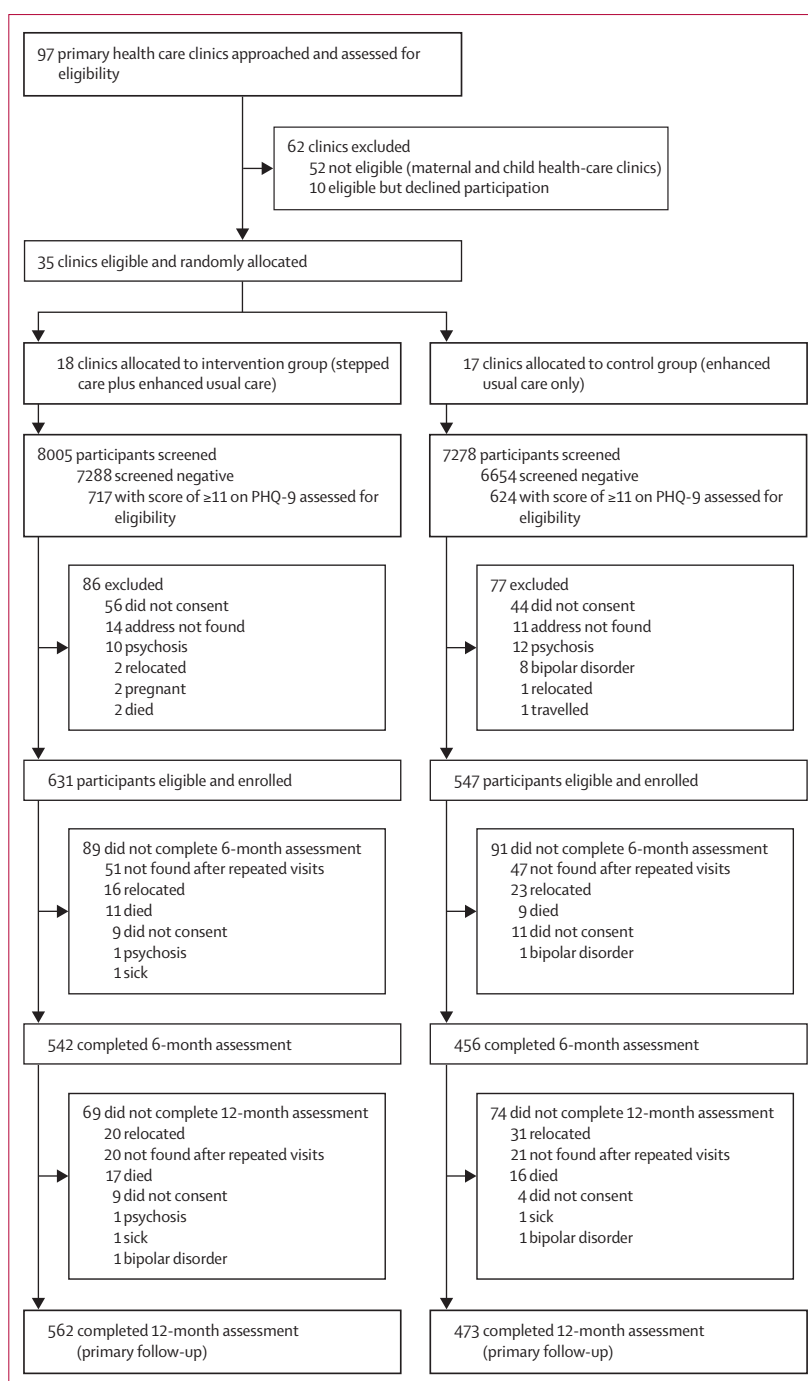 97 primary health care clinics approached and assessed for
eligibility
62 clinics excluded
52 not eligible (maternal and child health-care clinics)
10 eligible but declined participation
35 clinics eligible and randomly allocated
18 clinics allocated to intervention group (stepped
care plus enhanced usual care)
17 clinics allocated to control group (enhanced
usual care only)
8005 participants screened
7288 screened negative
717 with score of ≥11 on PHQ-9 assessed for
eligibility
7278 participants screened
6654 screened negative
624 with score of ≥11 on PHQ-9 assessed for
eligibility
86 excluded
56 did not consent
14 address not found
10 psychosis
2 relocated
2 pregnant
2 died
77 excluded
44 did not consent
11 address not found
12 psychosis
8 bipolar disorder
1 relocated
1 travelled
631 participants eligible and enrolled
547 participants eligible and enrolled
89 did not complete 6-month assessment
51 not found after repeated visits
16 relocated
11 died
9 did not consent
1 psychosis
1 sick
91 did not complete 6-month assessment
47 not found after repeated visits
23 relocated
9 died
11 did not consent
1 bipolar disorder
542 completed 6-month assessment
456 completed 6-month assessment
69 did not complete 12-month assessment
20 relocated
20 not found after repeated visits
17 died
9 did not consent
1 psychosis
1 sick
1 bipolar disorder
74 did not complete 12-month assessment
31 relocated
21 not found after repeated visits
16 died
4 did not consent
1 sick
1 bipolar disorder
562 completed 12-month assessment
(primary follow-up)
473 completed 12-month assessment
(primary follow-up)